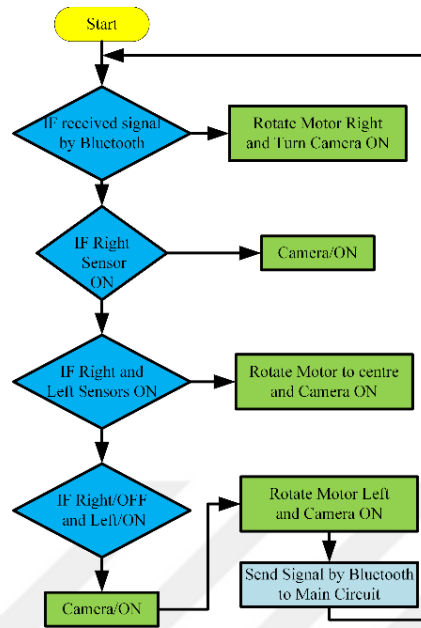 Start
IF received signal
by Bluetooth
Rotate Motor Right
and Turn Camera ON
IF Right
Sensor
ON
Camera/ON
IF Right and
Left Sensors ON
Rotate Motor to centre
and Camera ON
IF Right/OFF
and Left/ON
Rotate Motor Left
and Camera ON
Camera/ON
Send Signal by Bluetooth
to Main Circuit